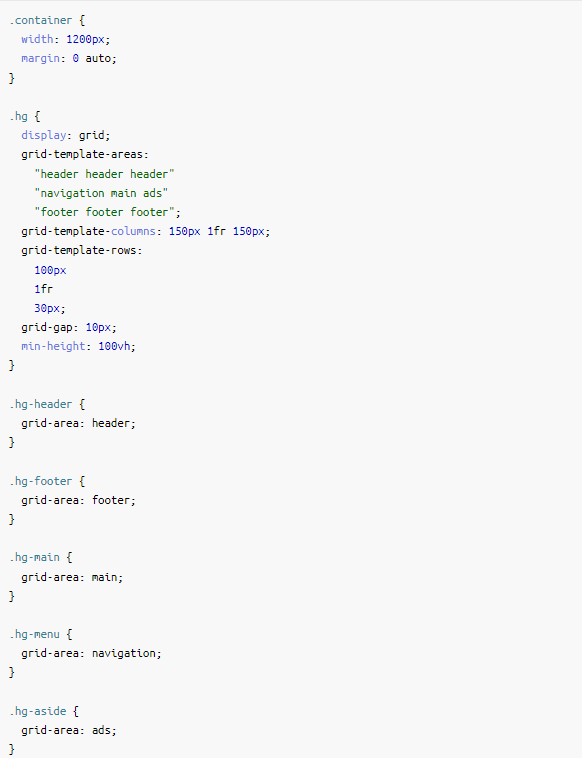 .container {
  width: 1200px;
  margin: 0 auto;
}

.hg {
  display: grid;
  grid-template-areas:
    "header header header"
    "navigation main ads"
    "footer footer footer";
  grid-template-columns: 150px 1fr 150px;
  grid-template-rows:
    100px
    1fr
    30px;
  grid-gap: 10px;
  min-height: 100vh;
}

.hg-header {
  grid-area: header;
}

.hg-footer {
  grid-area: footer;
}

.hg-main {
  grid-area: main;
}

.hg-menu {
  grid-area: navigation;
}

.hg-aside {
  grid-area: ads;
}